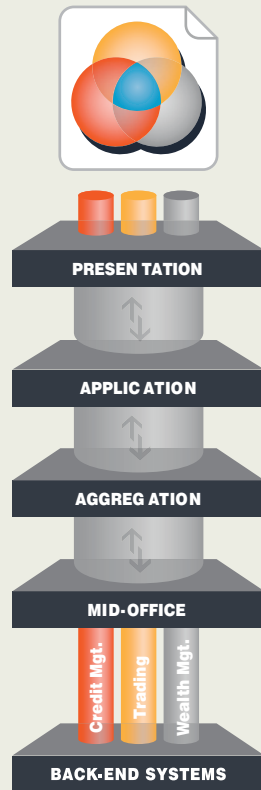 PRESEN TATION
APPLIC ATION
AGGREG ATION
MID-OFFICE
Credit Mgt.
Trading
Wealth Mgt.
BACK-END SYSTEMS